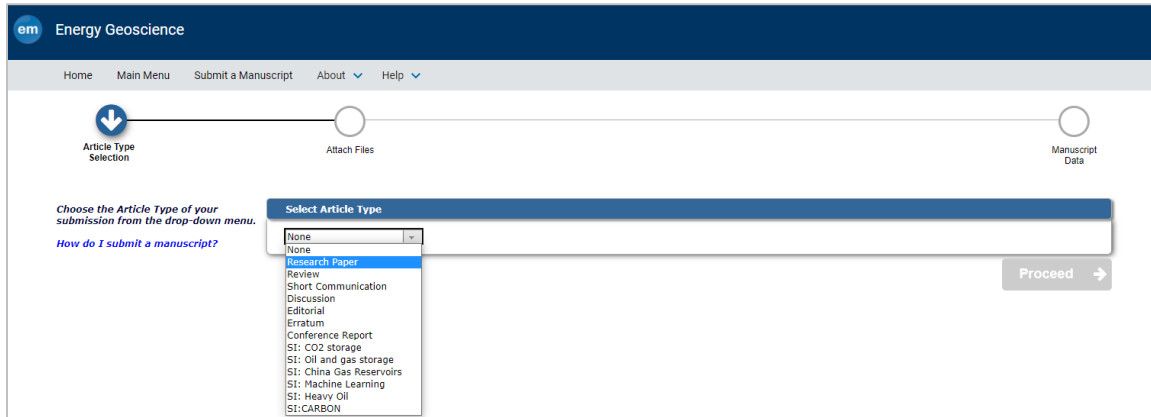 em Energy Geoscience
Home Main Menu Submit a Manuscript About Help
Article Type
Selection
Attach Files
Manuscript
Data
Choose the Article Type of your
submission from the drop-down menu.
How do I submit a manuscript?
Select Article Type
None
None
Research Paper
Review
Short Communication
Discussion
Editorial
Erratum
Conference Report
SI: CO2 storage
SI: Oil and gas storage
SI: China Gas Reservoirs
SI: Machine Learning
SI: Heavy Oil
SI:CARBON
Proceed